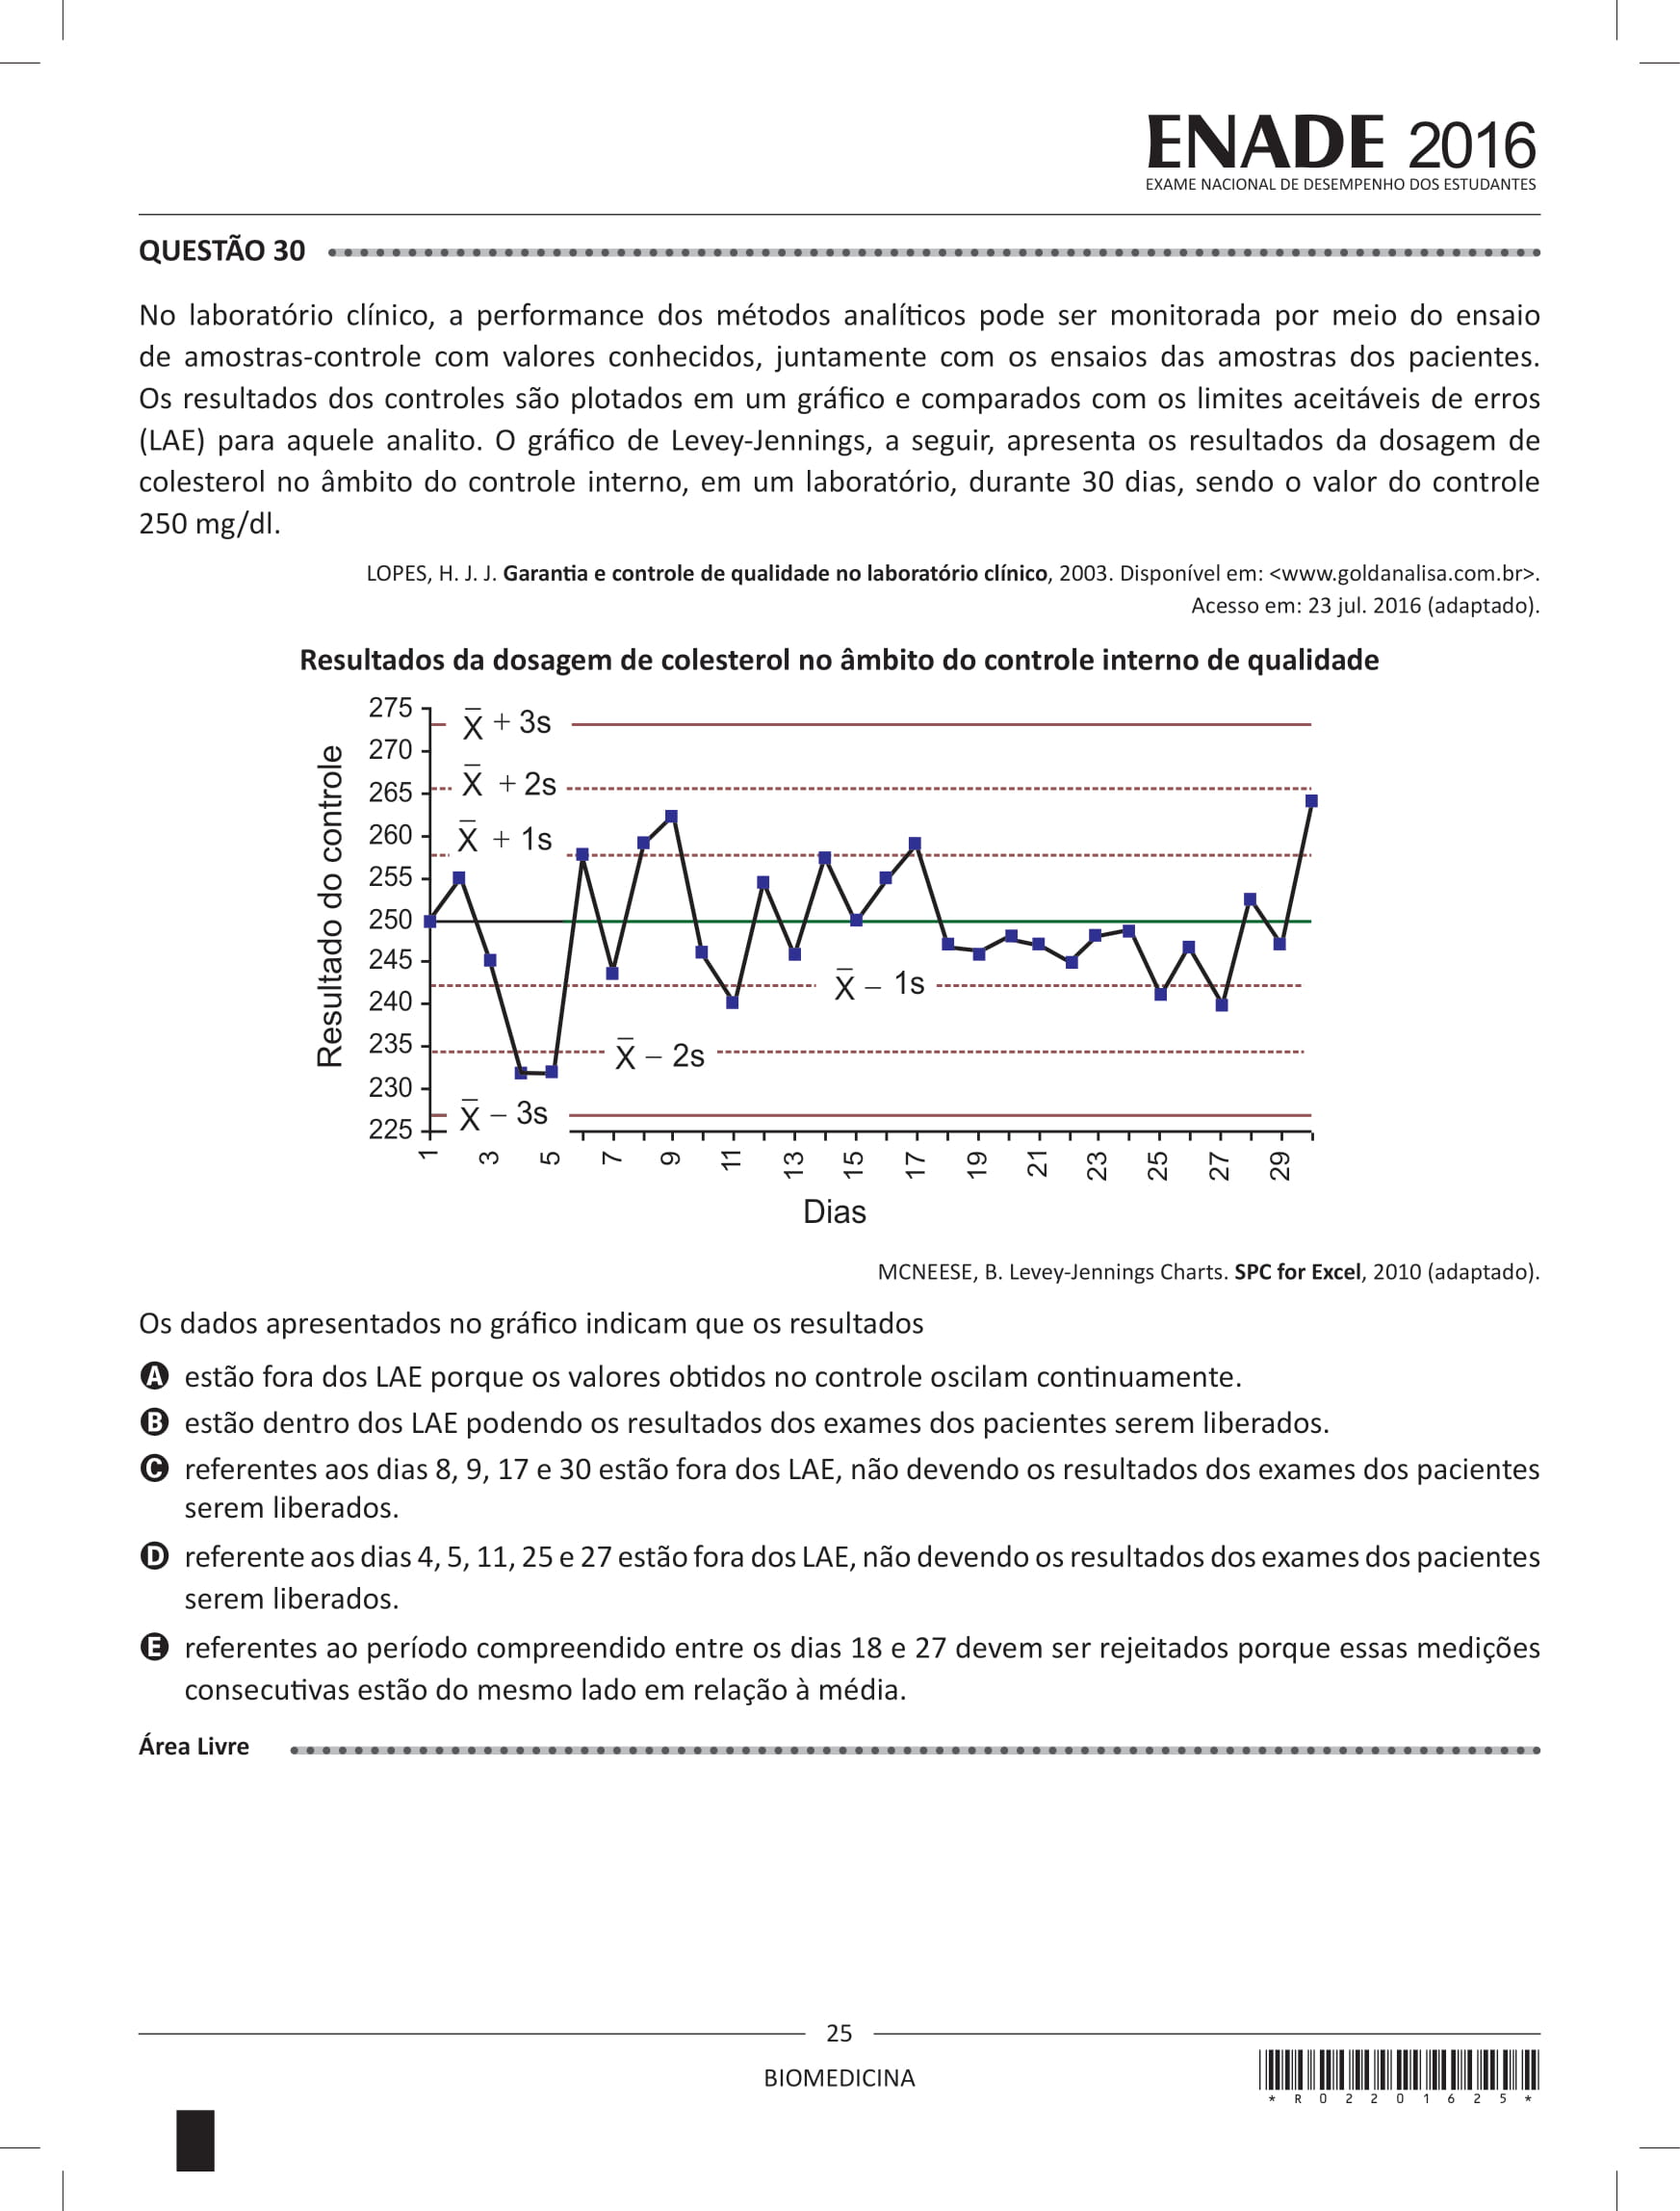 ENADE 2016
EXAME NACIONAL DE DESEMPENHO DOS ESTUDANTES
QUESTÃO 30
No laboratório clínico, a performance dos métodos analíticos pode ser monitorada por meio do ensaio
de amostras-controle com valores conhecidos, juntamente com os ensaios das amostras dos pacientes.
Os resultados dos controles são plotados em um gráfico e comparados com os limites aceitáveis de erros
(LAE) para aquele analito. O gráfico de Levey-Jennings, a seguir, apresenta os resultados da dosagem de
colesterol no âmbito do controle interno, em um laboratório, durante 30 dias, sendo o valor do controle
250 mg/dl.
LOPES, H. J. J. Garantia e controle de qualidade no laboratório clínico, 2003. Disponível em: <www.goldanalisa.com.br>.
Acesso em: 23 jul. 2016 (adaptado).
Resultados da dosagem de colesterol no âmbito do controle interno de qualidade
Resultado do controle
275
X̅ + 3s
270
265
X̅ + 2s
260
X̅ + 1s
255
250
245
X̅ – 1s
240
235
X̅ – 2s
230
X̅ – 3s
225
1 3 5 7 9 11 13 15 17 19 21 23 25 27 29
Dias
MCNEESE, B. Levey-Jennings Charts. SPC for Excel, 2010 (adaptado).
Os dados apresentados no gráfico indicam que os resultados
A estão fora dos LAE porque os valores obtidos no controle oscilam continuamente.
B estão dentro dos LAE podendo os resultados dos exames dos pacientes serem liberados.
C referentes aos dias 8, 9, 17 e 30 estão fora dos LAE, não devendo os resultados dos exames dos pacientes
serem liberados.
D referente aos dias 4, 5, 11, 25 e 27 estão fora dos LAE, não devendo os resultados dos exames dos pacientes
serem liberados.
E referentes ao período compreendido entre os dias 18 e 27 devem ser rejeitados porque essas medições
consecutivas estão do mesmo lado em relação à média.
Área Livre
25
BIOMEDICINA
* R 0 2 2 0 1 6 2 5 *